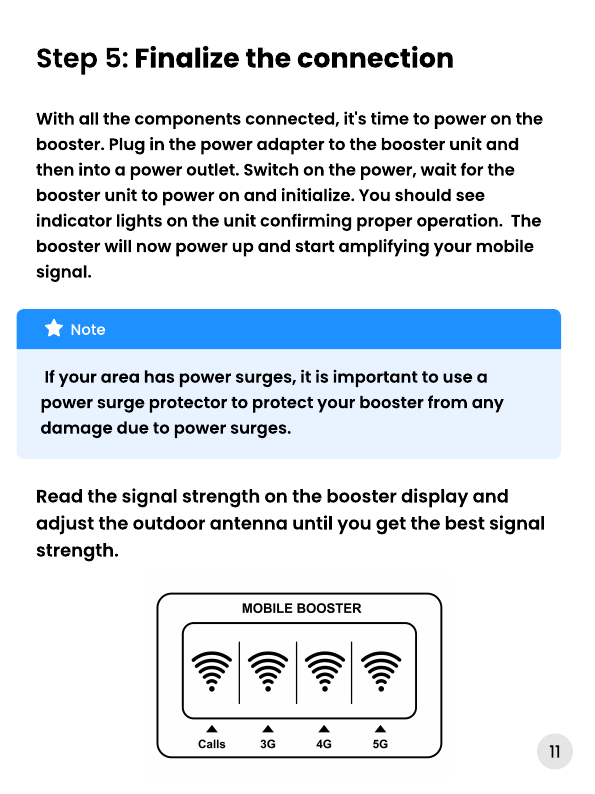 Step 5: Finalize the connection
With all the components connected, it's time to power on the
booster. Plug in the power adapter to the booster unit and
then into a power outlet. Switch on the power, wait for the
booster unit to power on and initialize. You should see
indicator lights on the unit confirming proper operation. The
booster will now power up and start amplifying your mobile
signal.
Note
If your area has power surges, it is important to use a
power surge protector to protect your booster from any
damage due to power surges.
Read the signal strength on the booster display and
adjust the outdoor antenna until you get the best signal
strength.
MOBILE BOOSTER
Calls 3G 4G 5G
11